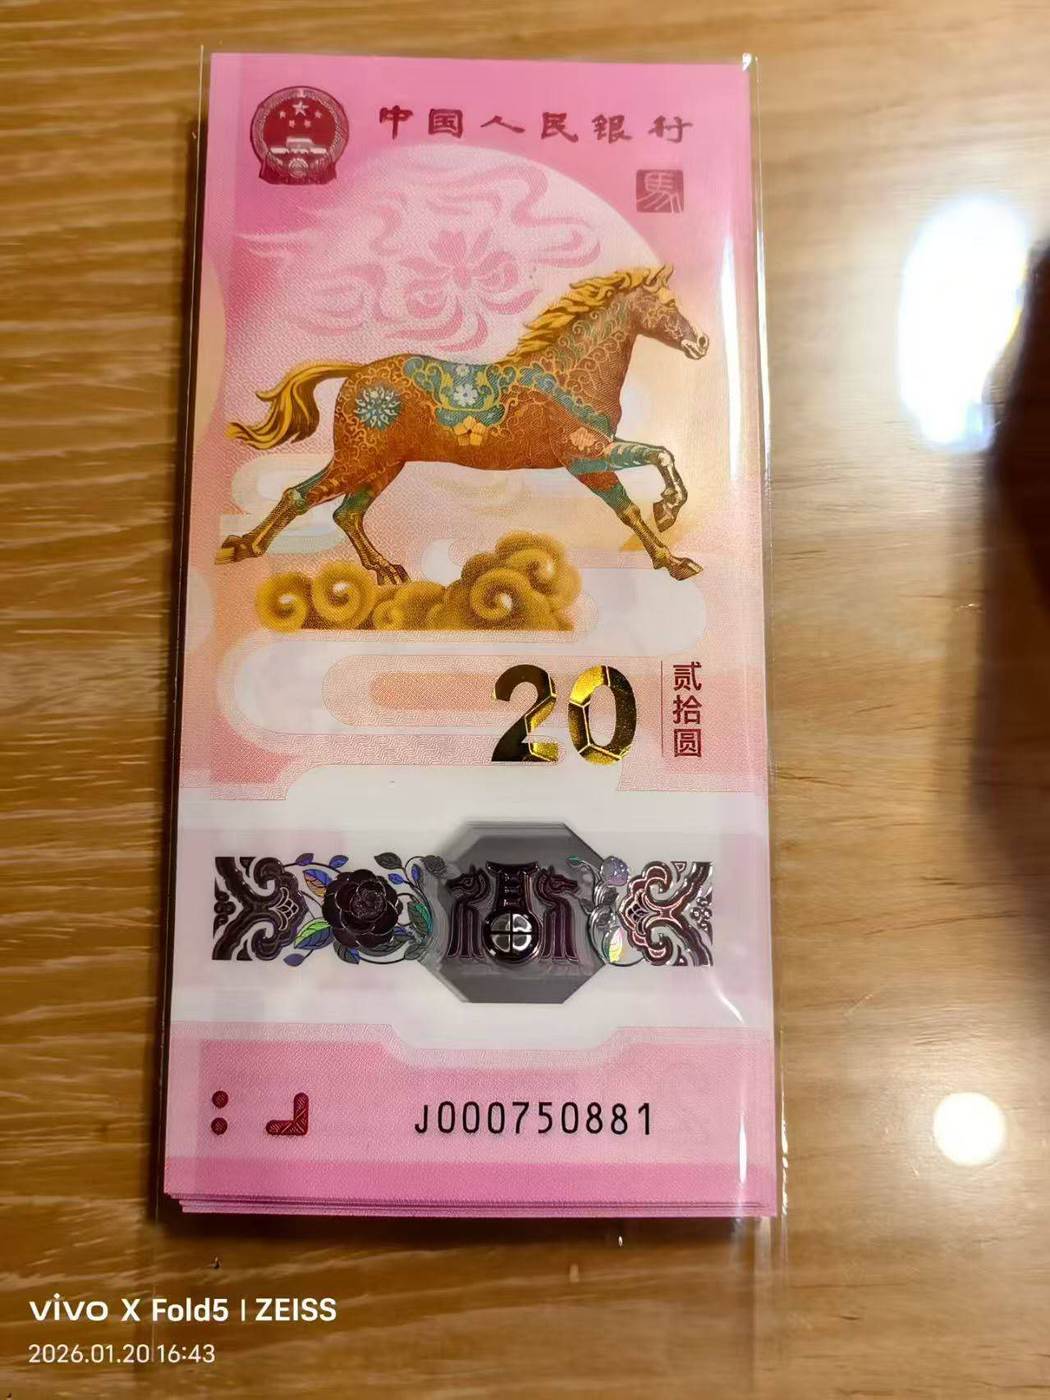 中国人民银行
馬
20
贰拾圆
福
J000750881
vivo X Fold5 | ZEISS
2026.01.20 16:43